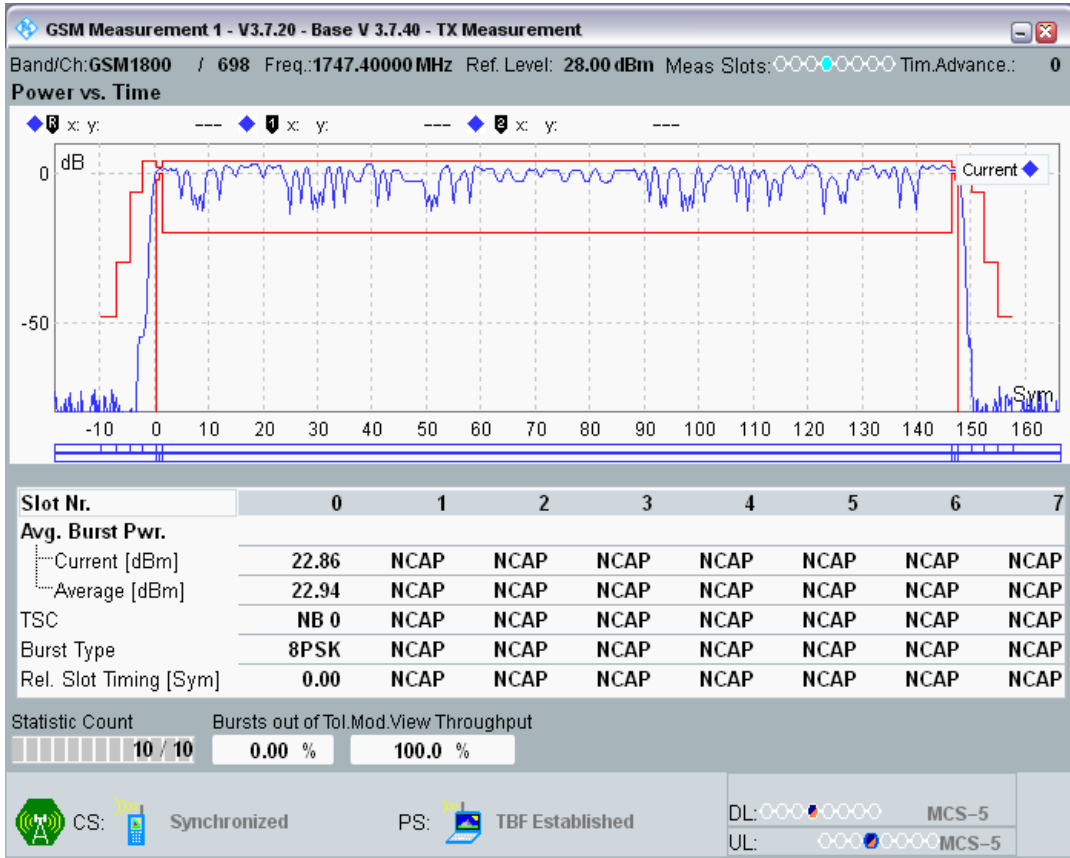 GSM Measurement 1 - V3.7.20 - Base V 3.7.40 - TX Measurement
Band/Ch:GSM1800 / 698 Freq.:1747.40000 MHz Ref. Level: 28.00 dBm Meas Slots: Tim.Advance.: 0
Power vs. Time
R x: y: --- 1 x: y: --- 2 x: y: ---
dB
Current
0
-50
Sym
-10 0 10 20 30 40 50 60 70 80 90 100 110 120 130 140 150 160
Slot Nr. 0 1 2 3 4 5 6 7
Avg. Burst Pwr.
Current [dBm] 22.86 NCAP NCAP NCAP NCAP NCAP NCAP NCAP
Average [dBm] 22.94 NCAP NCAP NCAP NCAP NCAP NCAP NCAP
TSC NB 0 NCAP NCAP NCAP NCAP NCAP NCAP NCAP
Burst Type 8PSK NCAP NCAP NCAP NCAP NCAP NCAP NCAP
Rel. Slot Timing [Sym] 0.00 NCAP NCAP NCAP NCAP NCAP NCAP NCAP
Statistic Count Bursts out of Tol.Mod.View Throughput
10 / 10 0.00 % 100.0 %
CS: Synchronized PS: TBF Established DL: MCS-5
UL: MCS-5